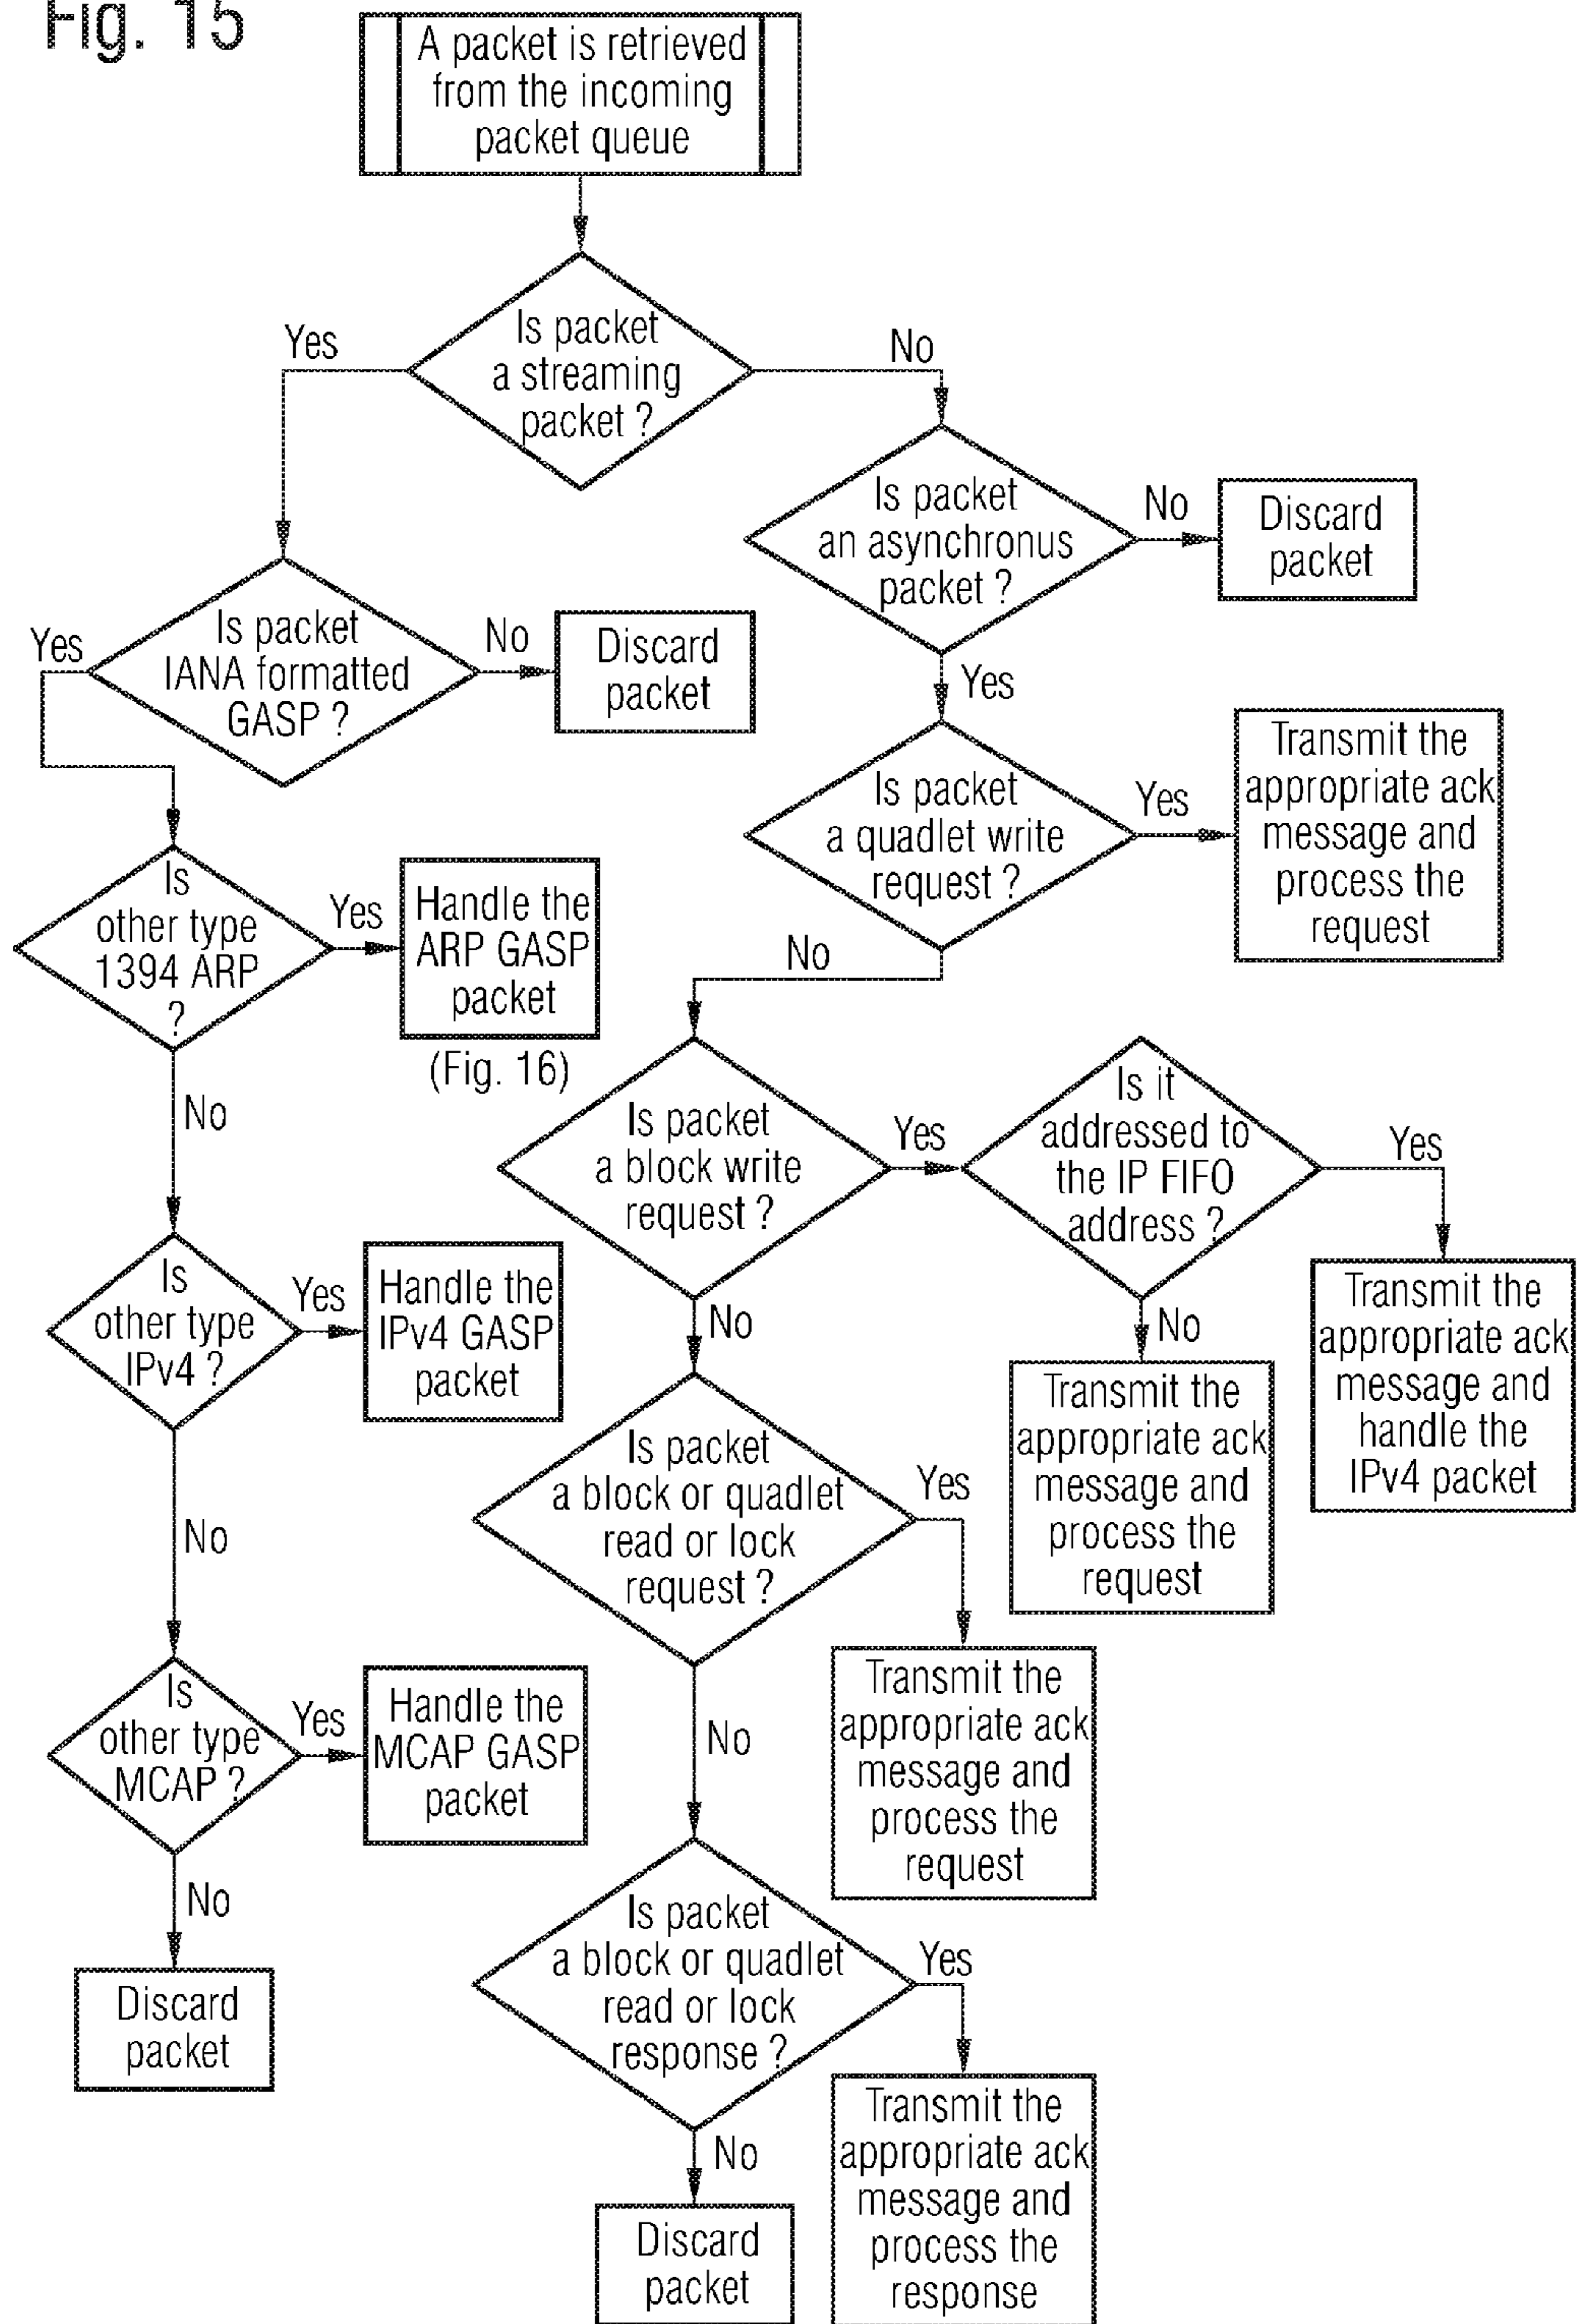 Fig. 15
A packet is retrieved
from the incoming
packet queue
Is packet
a streaming
packet ?
Yes
No
Is packet
an asynchronus
packet ?
No
Discard
packet
Yes
Is packet
IANA formatted
GASP ?
Yes
No
Discard
packet
Is packet
a quadlet write
request ?
Yes
Transmit the
appropriate ack
message and
process the
request
No
Is
other type
1394 ARP
?
Yes
Handle the
ARP GASP
packet
(Fig. 16)
No
Is packet
a block write
request ?
Yes
Is it
addressed to
the IP FIFO
address ?
Yes
Transmit the
appropriate ack
message and
handle the
IPv4 packet
No
Transmit the
appropriate ack
message and
process the
request
No
Is
other type
IPv4 ?
Yes
Handle the
IPv4 GASP
packet
No
Is packet
a block or quadlet
read or lock
request ?
Yes
Transmit the
appropriate ack
message and
process the
request
No
Is
other type
MCAP ?
Yes
Handle the
MCAP GASP
packet
No
Discard
packet
Is packet
a block or quadlet
read or lock
response ?
Yes
Transmit the
appropriate ack
message and
process the
response
No
Discard
packet